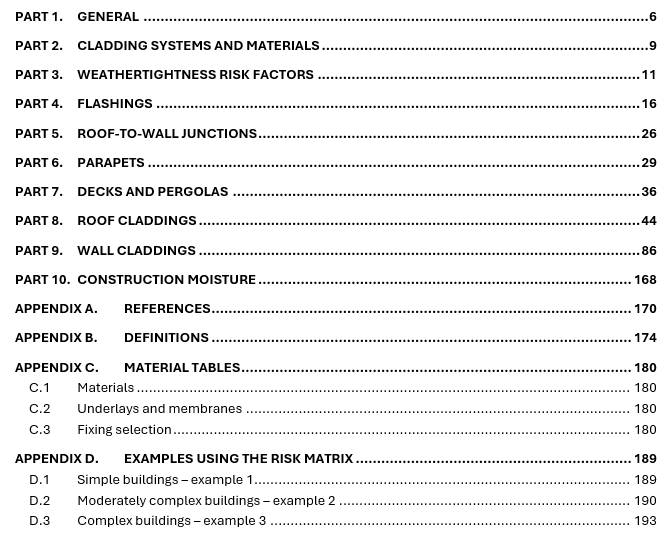 PART 1. GENERAL ........ 6
PART 2. CLADDING SYSTEMS AND MATERIALS ........ 9
PART 3. WEATHERTIGHTNESS RISK FACTORS ........ 11
PART 4. FLASHINGS ........ 16
PART 5. ROOF-TO-WALL JUNCTIONS ........ 26
PART 6. PARAPETS ........ 29
PART 7. DECKS AND PERGOLAS ........ 36
PART 8. ROOF CLADDINGS ........ 44
PART 9. WALL CLADDINGS ........ 86
PART 10. CONSTRUCTION MOISTURE ........ 168
APPENDIX A. REFERENCES ........ 170
APPENDIX B. DEFINITIONS ........ 174
APPENDIX C. MATERIAL TABLES ........ 180
C.1 Materials ........ 180
C.2 Underlays and membranes ........ 180
C.3 Fixing selection ........ 180
APPENDIX D. EXAMPLES USING THE RISK MATRIX ........ 189
D.1 Simple buildings – example 1 ........ 189
D.2 Moderately complex buildings – example 2 ........ 190
D.3 Complex buildings – example 3 ........ 193